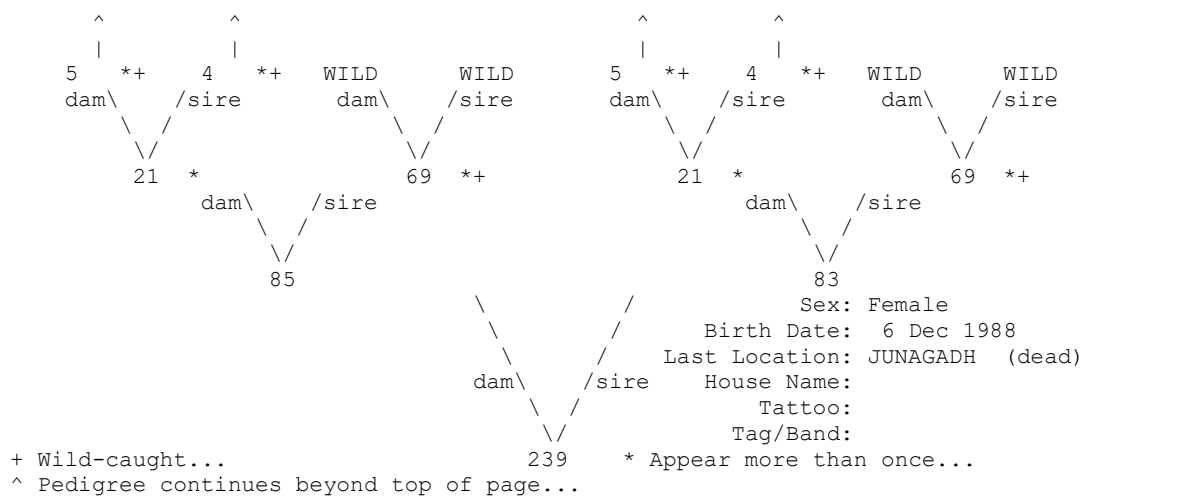 ^          ^                              ^          ^
       |          |                              |          |
     5   *+     4   *+   WILD      WILD        5   *+     4   *+   WILD      WILD
     dam\     /sire       dam\     /sire       dam\     /sire       dam\     /sire
         \   /                \   /                \   /                \   /
          \/                   \/                   \/                   \/
          21  *                69  *+               21  *                69  *+
               dam\     /sire                            dam\     /sire
                   \   /                                     \   /
                    \/                                        \/
                    85                                        83
                                   \           /             Sex: Female
                                    \         /       Birth Date:  6 Dec 1988
                                     \       /     Last Location: JUNAGADH  (dead)
                                   dam\     /sire     House Name:
                                       \   /              Tattoo:
                                        \/              Tag/Band:
+ Wild-caught...                       239     * Appear more than once...
^ Pedigree continues beyond top of page...